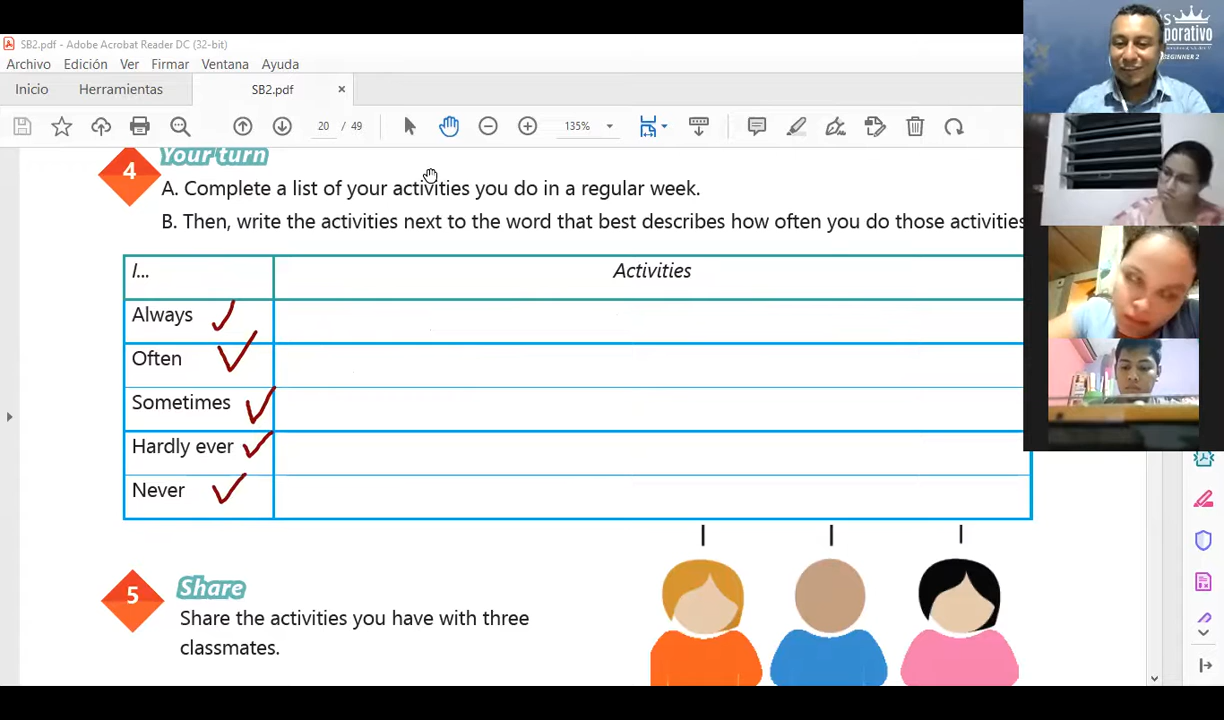 SB2.pdf - Adobe Acrobat Reader DC (32-bit)
Archivo Edición Ver Firmar Ventana Ayuda
Inicio Herramientas SB2.pdf ×
20 / 49 135%
4 Your turn
A. Complete a list of your activities you do in a regular week.
B. Then, write the activities next to the word that best describes how often you do those activities
I... Activities
Always
Often
Sometimes
Hardly ever
Never
5 Share
Share the activities you have with three
classmates.
BEGINNER 2